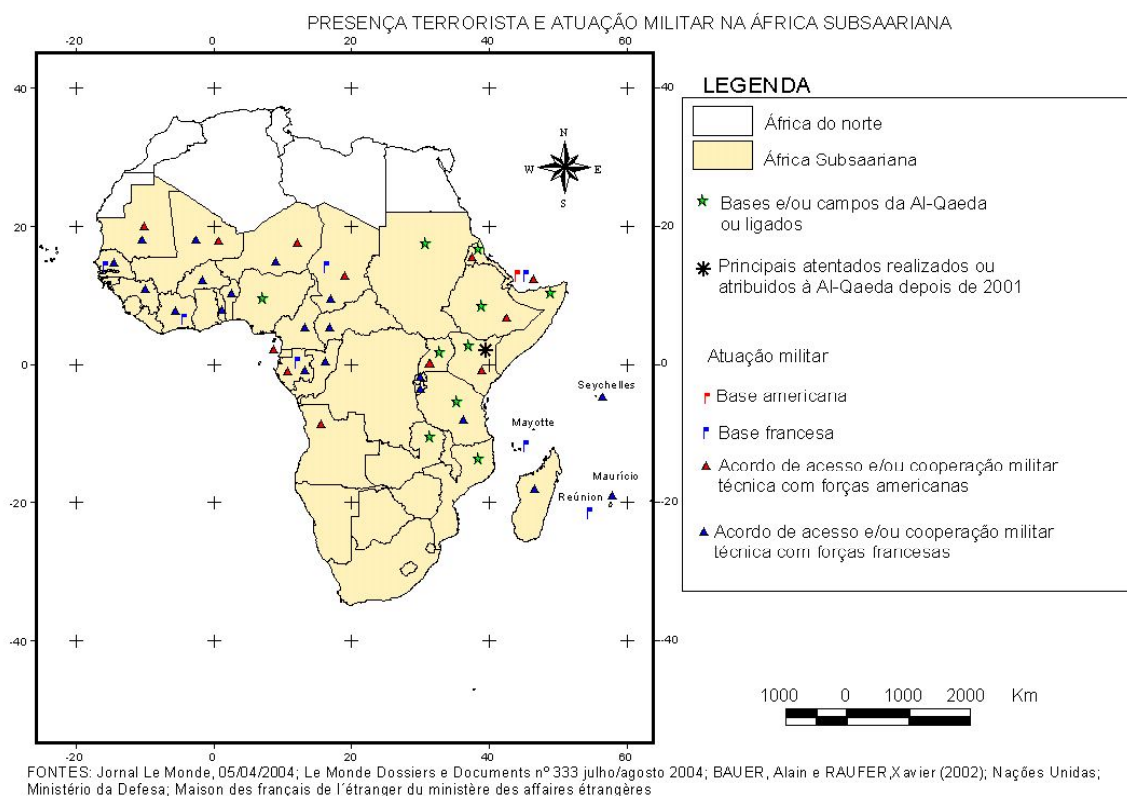 PRESENÇA TERRORISTA E ATUAÇÃO MILITAR NA ÁFRICA SUBSAARIANA
-20 0 20 40 60
40 40
20 20
0 0
-20 -20
-40 -40
-20 0 20 40 60
N
W E
S
Seychelles
Mayotte
Maurício
Reúnion
LEGENDA
África do norte
África Subsaariana
Bases e/ou campos da Al-Qaeda
ou ligados
Principais atentados realizados ou
atribuidos à Al-Qaeda depois de 2001
Atuação militar
Base americana
Base francesa
Acordo de acesso e/ou cooperação militar
técnica com forças americanas
Acordo de acesso e/ou cooperação militar
técnica com forças francesas
1000 0 1000 2000 Km
FONTES: Jornal Le Monde, 05/04/2004; Le Monde Dossiers e Documents nº 333 julho/agosto 2004; BAUER, Alain e RAUFER,Xavier (2002); Nações Unidas;
Ministério da Defesa; Maison des français de l´étranger du ministère des affaires étrangères